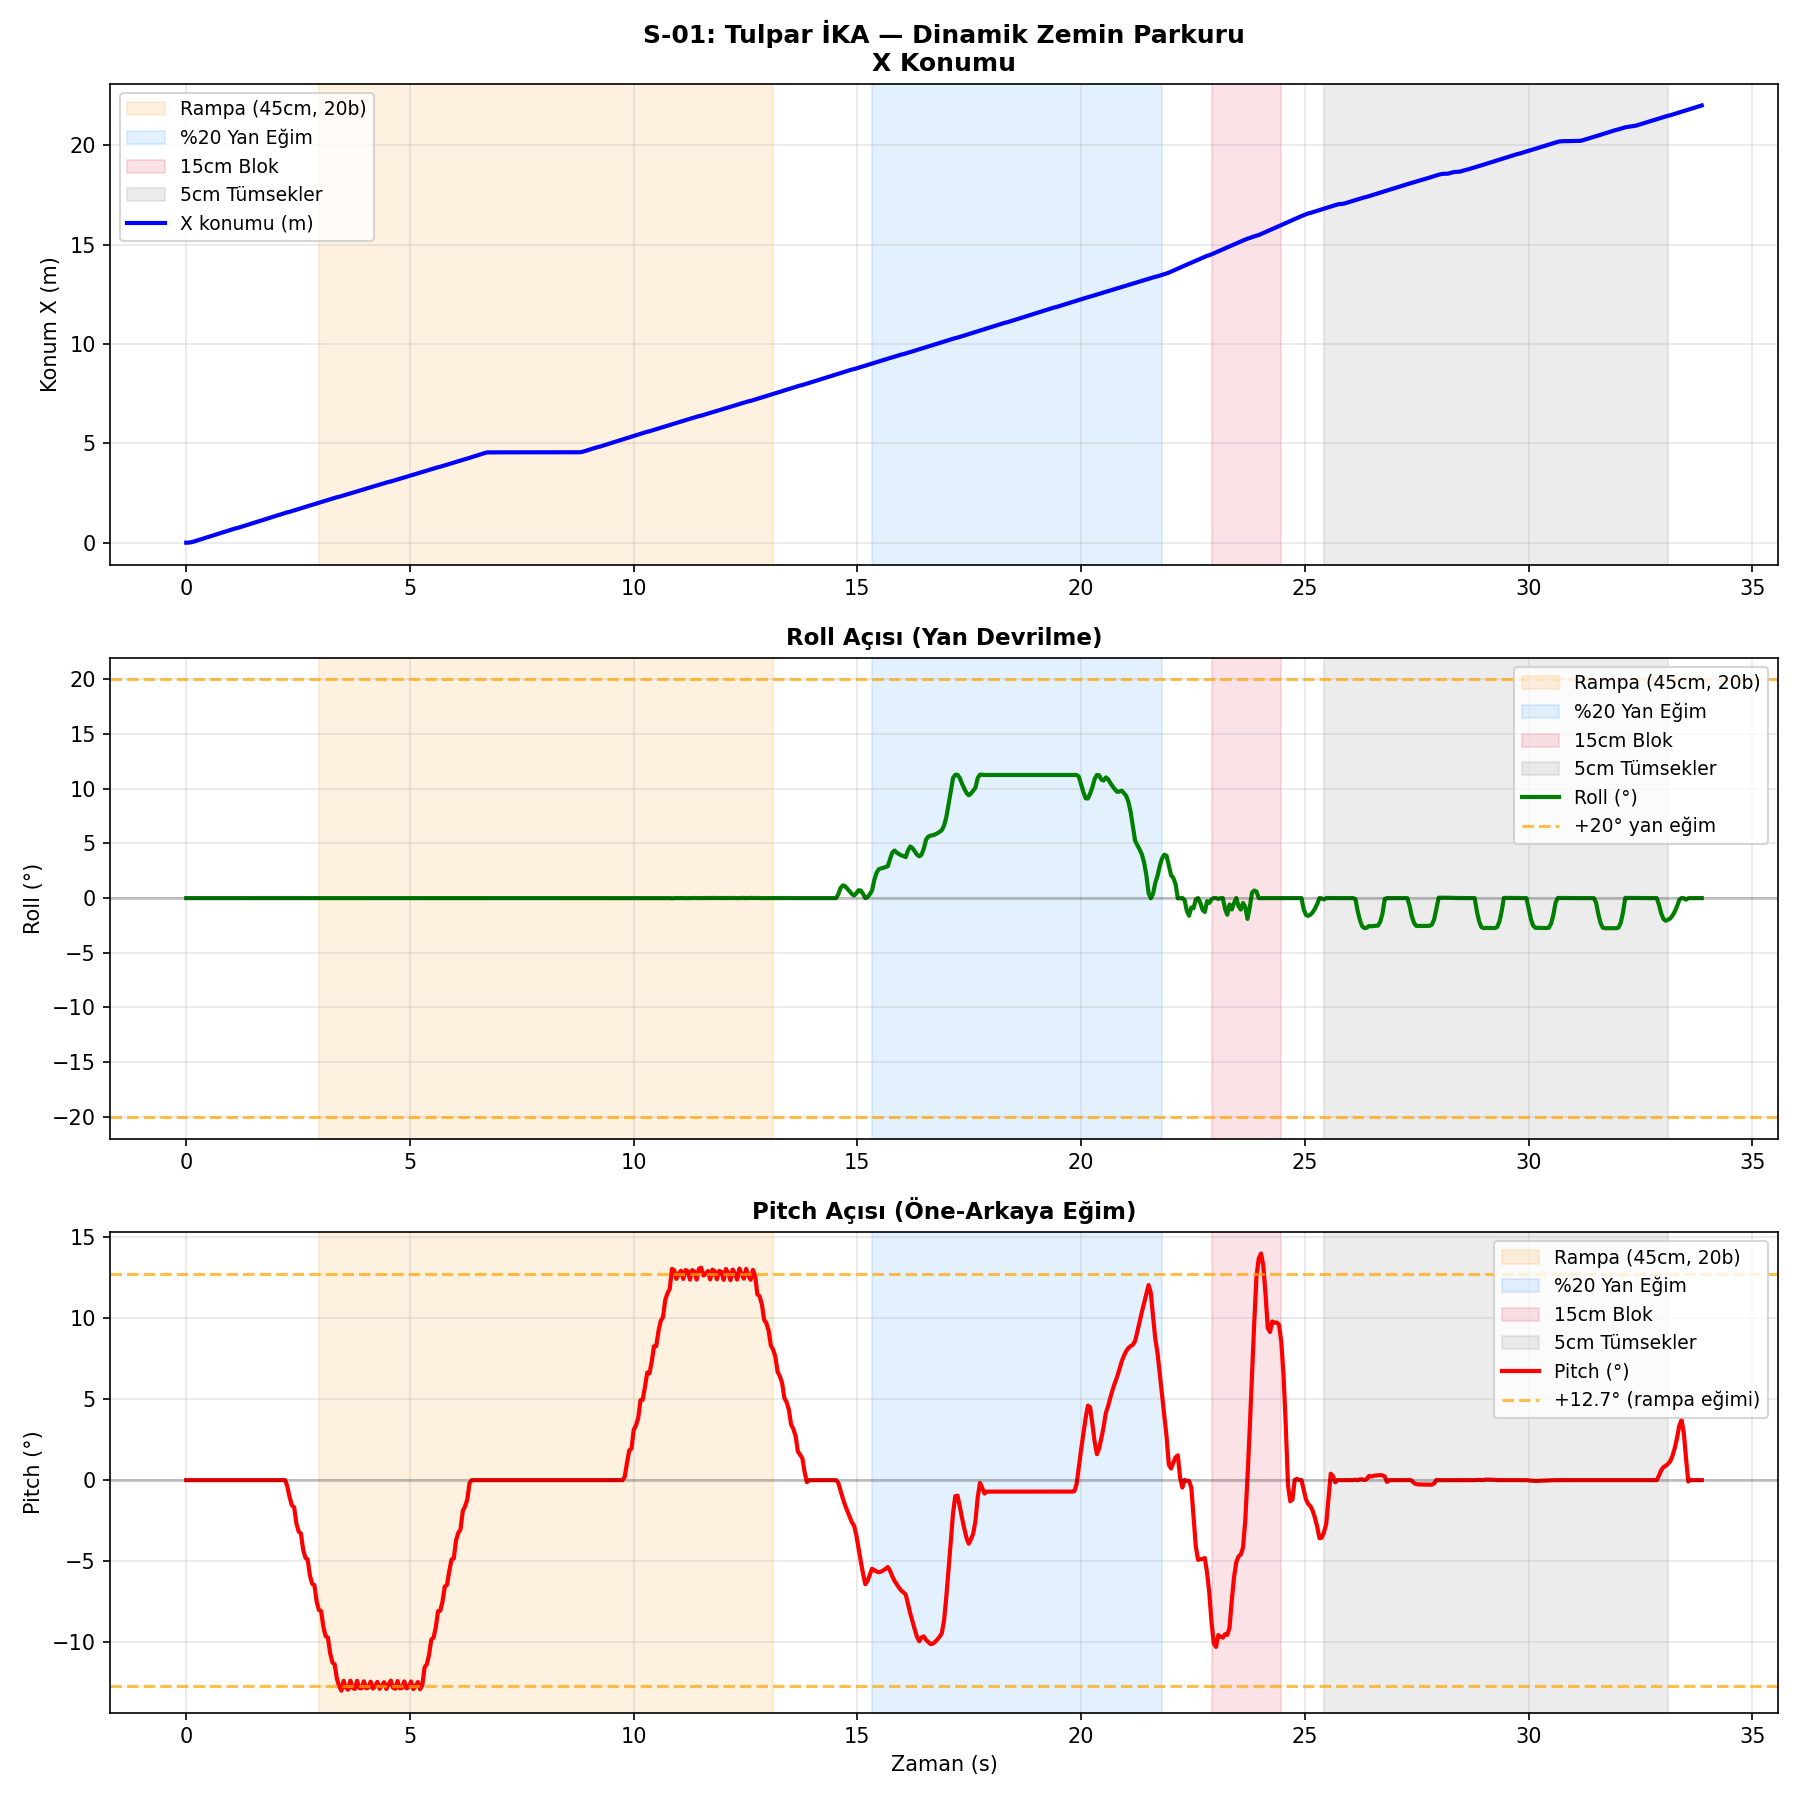 S-01: Tulpar İKA — Dinamik Zemin Parkuru
X Konumu
Rampa (45cm, 20b)
%20 Yan Eğim
15cm Blok
5cm Tümsekler
X konumu (m)
Konum X (m)
20
15
10
5
0
0 5 10 15 20 25 30 35
Roll Açısı (Yan Devrilme)
Rampa (45cm, 20b)
%20 Yan Eğim
15cm Blok
5cm Tümsekler
Roll (°)
+20° yan eğim
Roll (°)
20
15
10
5
0
−5
−10
−15
−20
0 5 10 15 20 25 30 35
Pitch Açısı (Öne-Arkaya Eğim)
Rampa (45cm, 20b)
%20 Yan Eğim
15cm Blok
5cm Tümsekler
Pitch (°)
+12.7° (rampa eğimi)
Pitch (°)
15
10
5
0
−5
−10
0 5 10 15 20 25 30 35
Zaman (s)